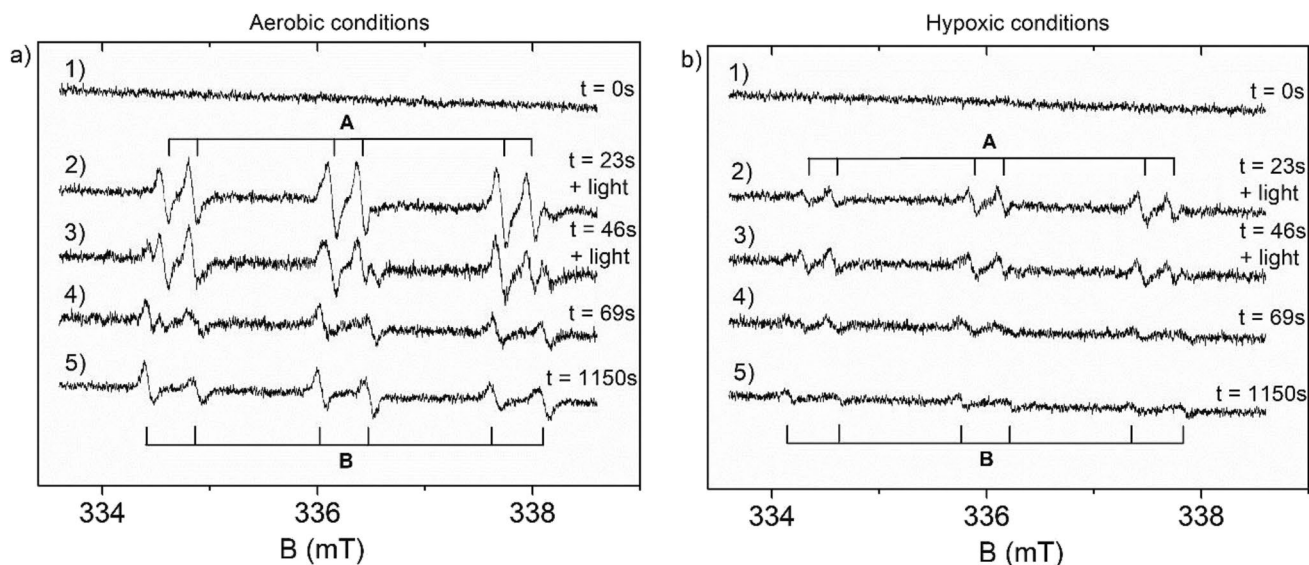 Aerobic conditions
a)
1)
t = 0s
A
2)
t = 23s
+ light
3)
t = 46s
+ light
4)
t = 69s
5)
t = 1150s
B
334
336
338
B (mT)
Hypoxic conditions
b)
1)
t = 0s
A
2)
t = 23s
+ light
3)
t = 46s
+ light
4)
t = 69s
5)
t = 1150s
B
334
336
338
B (mT)